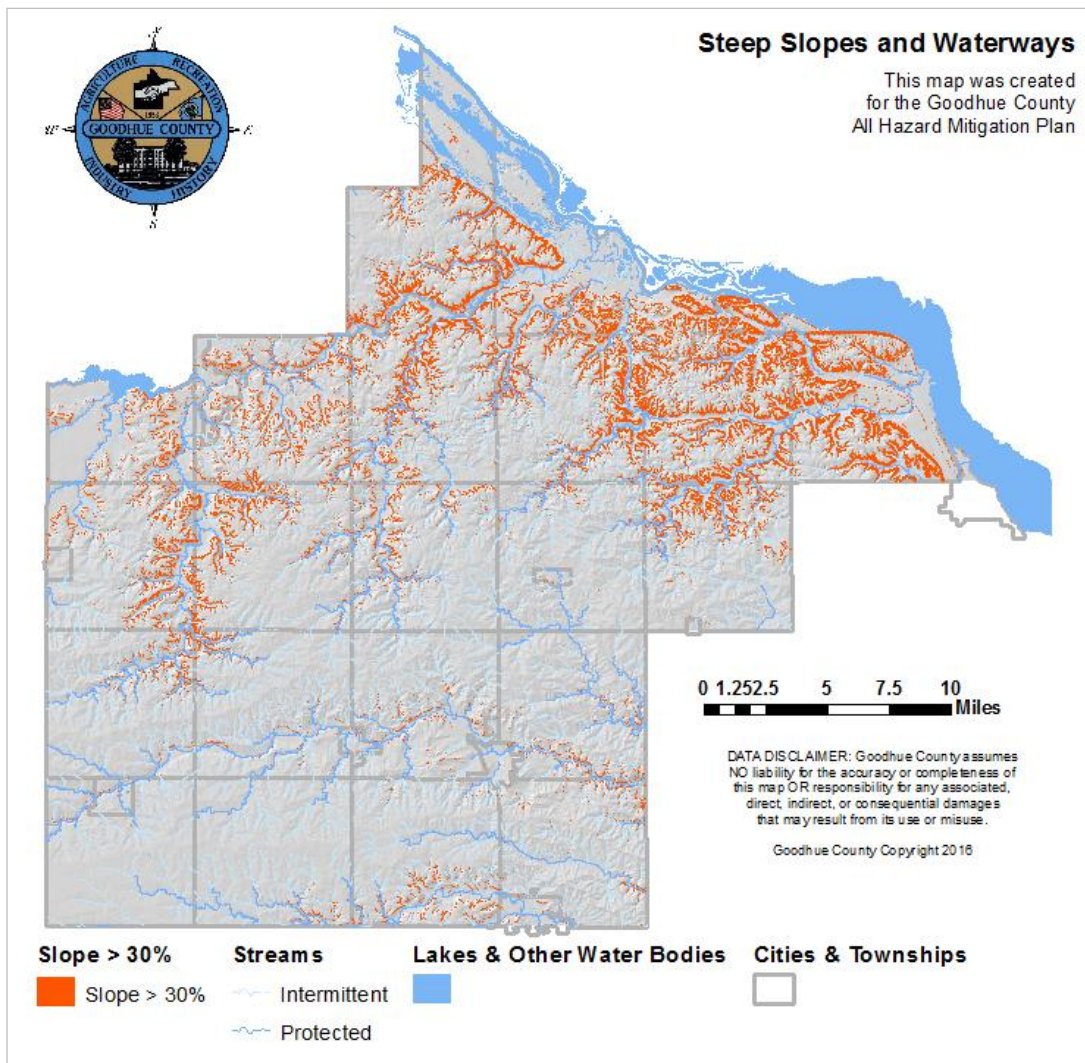 Steep Slopes and Waterways
This map was created
for the Goodhue County
All Hazard Mitigation Plan
N
AGRICULTURE RECREATION
W E
1853
GOODHUE COUNTY
INDUSTRY HISTORY
S
0 1.252.5 5 7.5 10
Miles
DATA DISCLAIMER: Goodhue County assumes
NO liability for the accuracy or completeness of
this map OR responsibility for any associated,
direct, indirect, or consequential damages
that may result from its use or misuse.
Goodhue County Copyright 2016
Slope > 30% Streams Lakes & Other Water Bodies Cities & Townships
Slope > 30% Intermittent
Protected